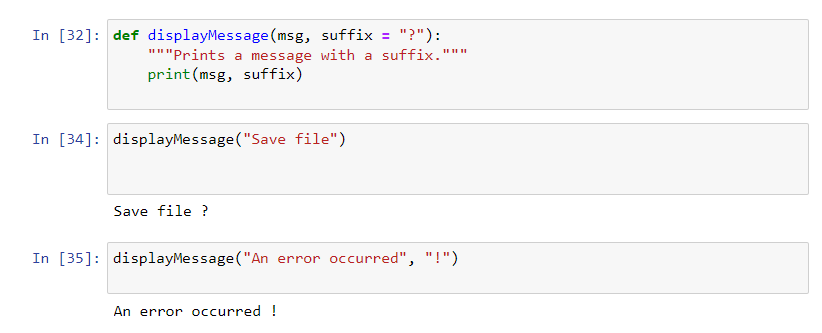 In [32]: def displayMessage(msg, suffix = "?"):
"""Prints a message with a suffix."""
print(msg, suffix)
In [34]: displayMessage("Save file")
Save file ?
In [35]: displayMessage("An error occurred", "!")
An error occurred !